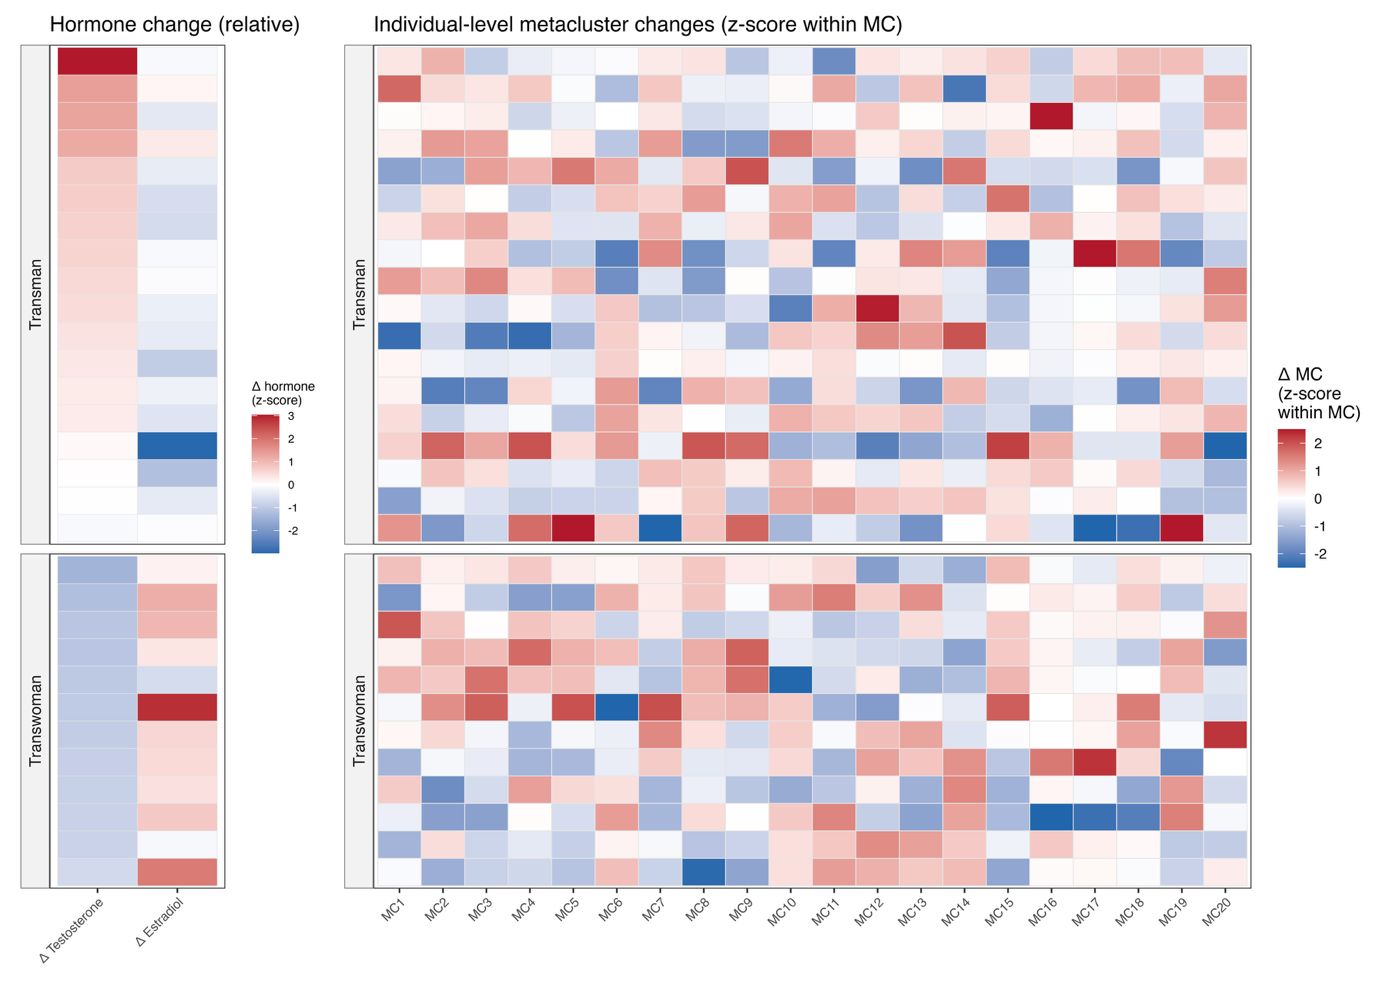 Hormone change (relative)
Individual-level metacluster changes (z-score within MC)
Transman
Transman
Transwoman
Transwoman
Δ hormone
(z-score)
3
2
1
0
-1
-2
Δ MC
(z-score
within MC)
2
1
0
-1
-2
Δ Testosterone
Δ Estradiol
MC1
MC2
MC3
MC4
MC5
MC6
MC7
MC8
MC9
MC10
MC11
MC12
MC13
MC14
MC15
MC16
MC17
MC18
MC19
MC20